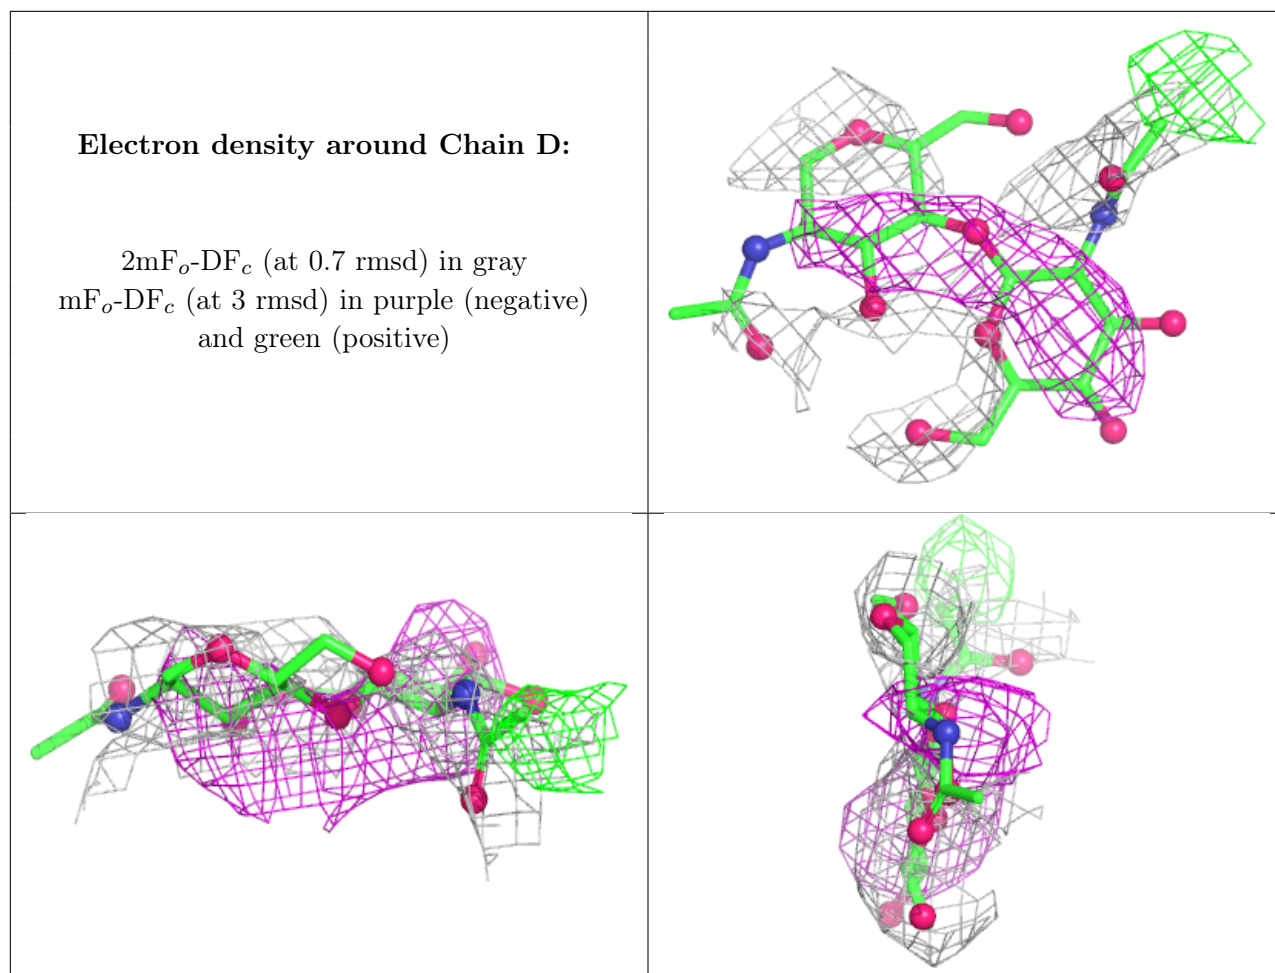 Electron density around Chain D:
2mFₒ-DF𝒸 (at 0.7 rmsd) in gray
mFₒ-DF𝒸 (at 3 rmsd) in purple (negative)
and green (positive)